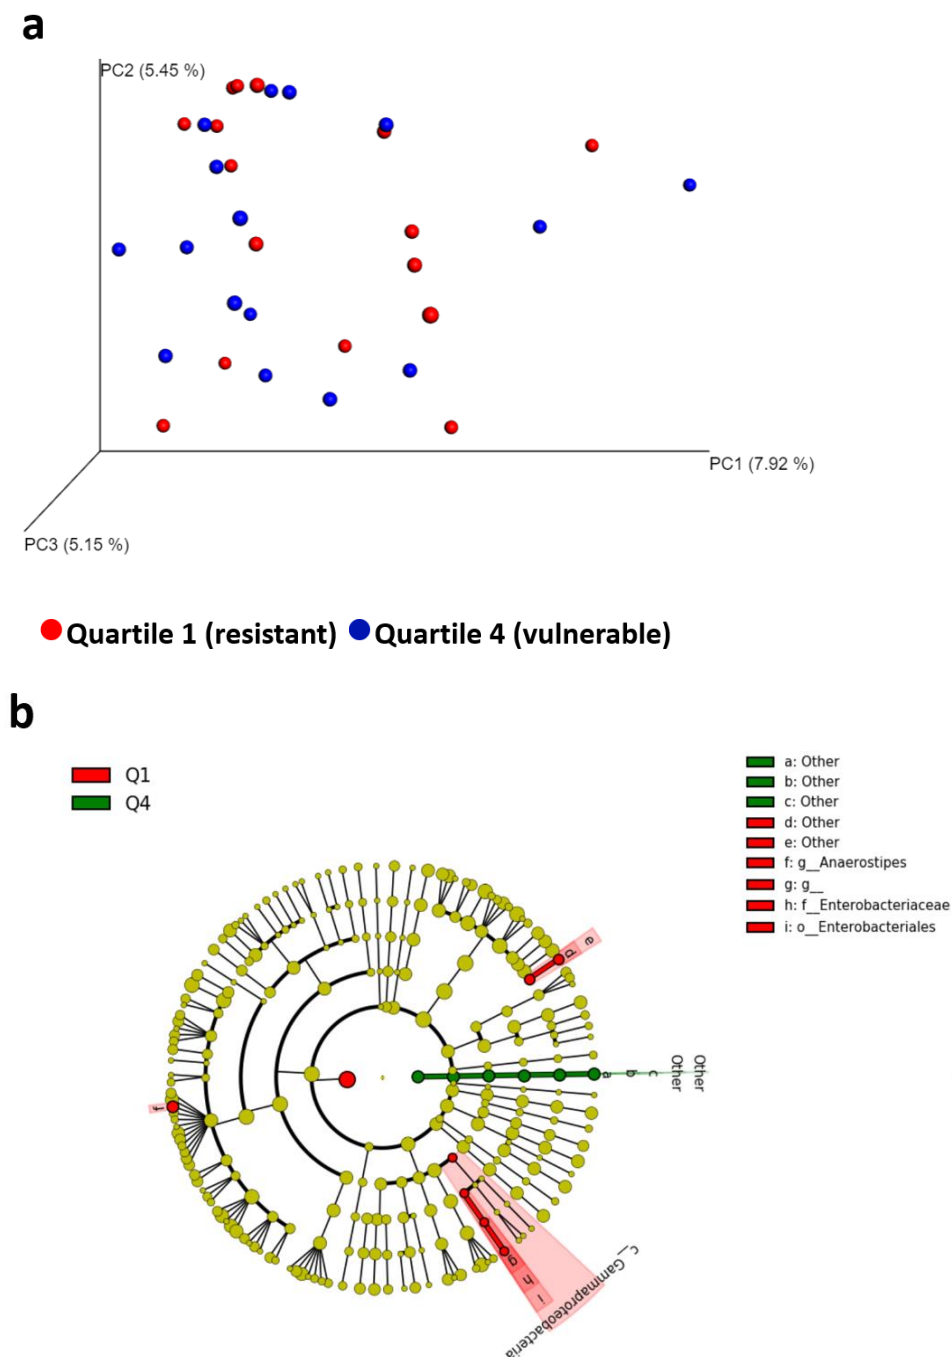 a
PC2 (5.45 %)
PC1 (7.92 %)
PC3 (5.15 %)
Quartile 1 (resistant) Quartile 4 (vulnerable)
b
Q1
Q4
a: Other
b: Other
c: Other
d: Other
e: Other
f: g__Anaerostipes
g: g__
h: f__Enterobacteriaceae
i: o__Enterobacteriales
e
d
a
b
c
Other
Other
f
g
h
i
c__Gammaproteobacteria